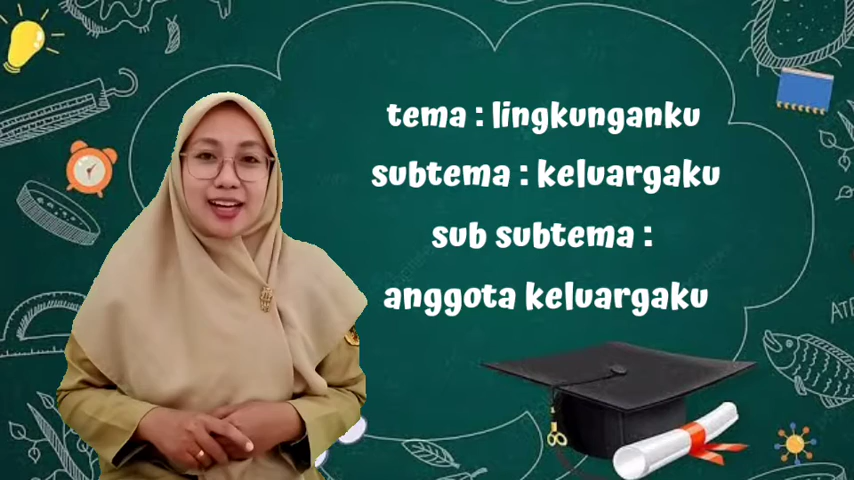 tema : lingkunganku
subtema : keluargaku
sub subtema :
anggota keluargaku